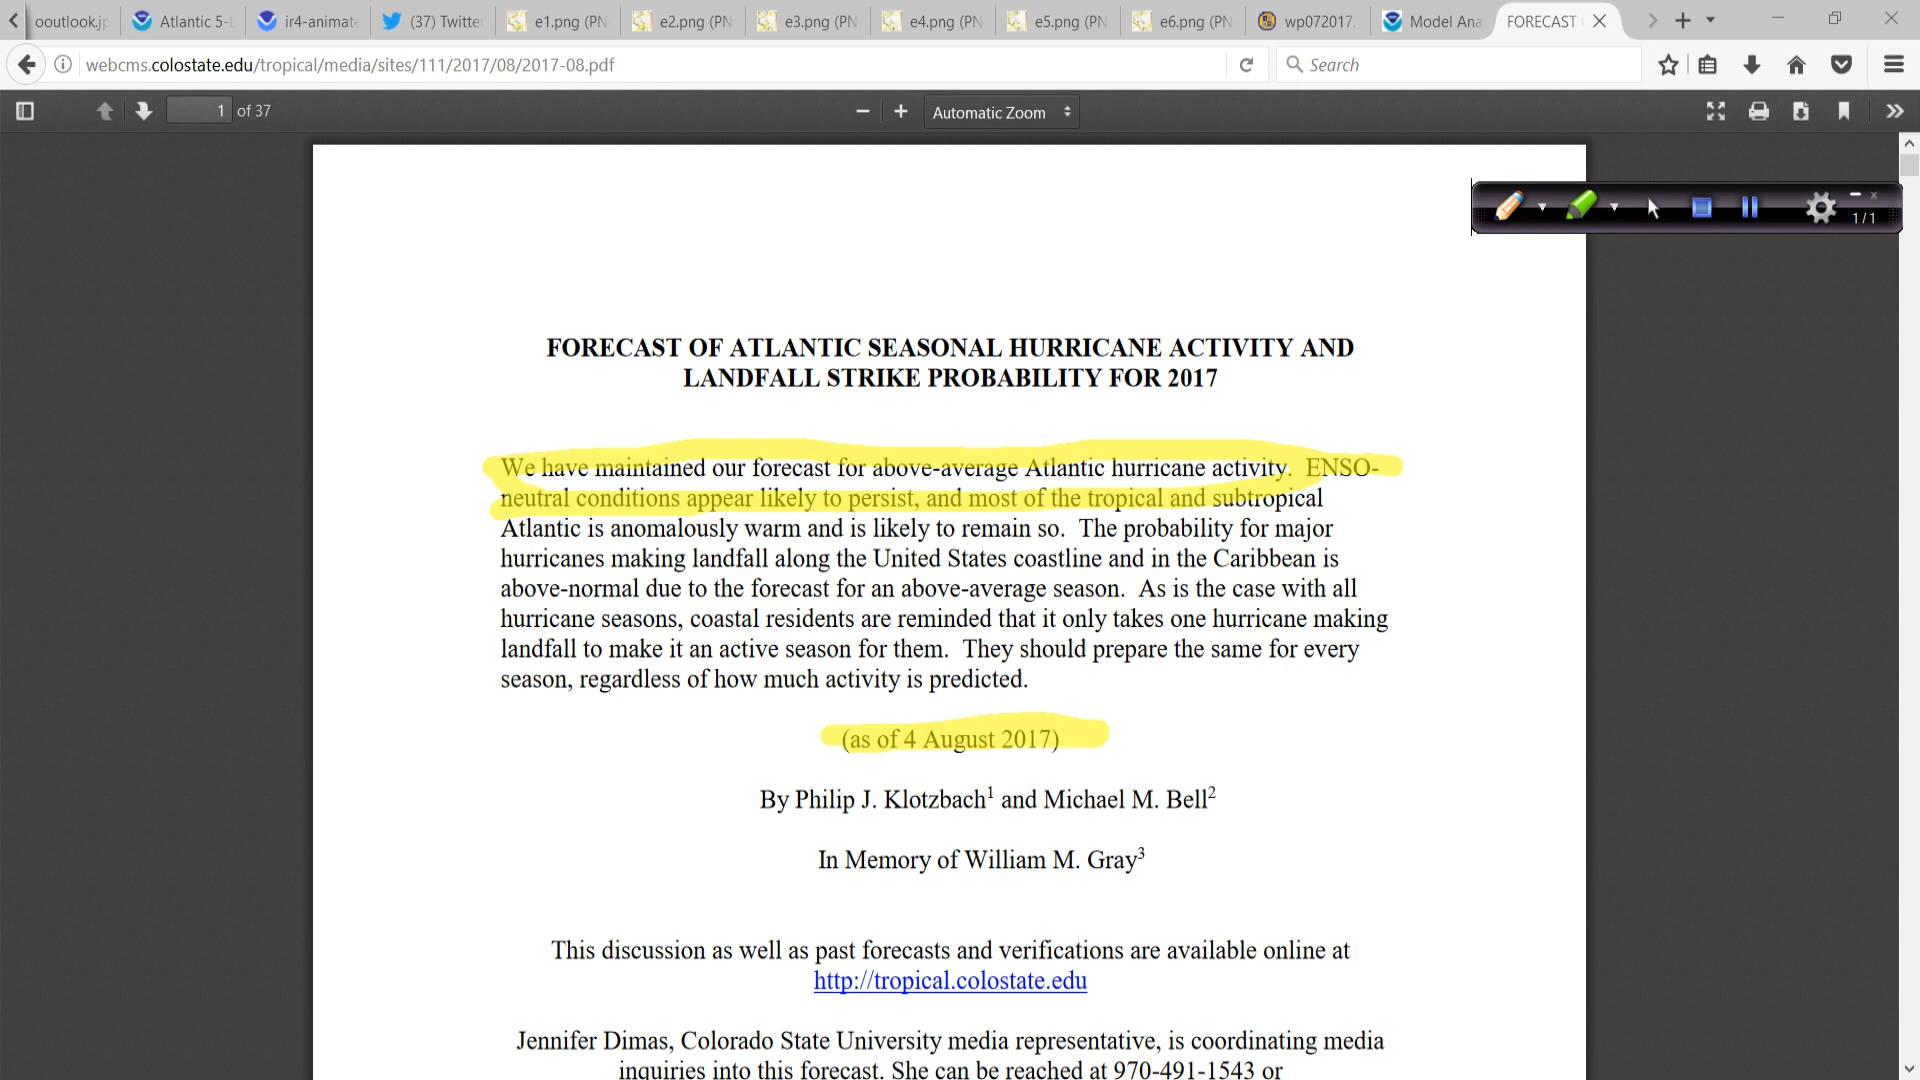 ooutlook.jp
Atlantic 5-
ir4-animate
(37) Twitte
e1.png (PN
e2.png (PN
e3.png (PN
e4.png (PN
e5.png (PN
e6.png (PN
wp072017.
Model Ana
FORECAST
webcms.colostate.edu/tropical/media/sites/111/2017/08/2017-08.pdf
Search
1 of 37
Automatic Zoom
1/1
FORECAST OF ATLANTIC SEASONAL HURRICANE ACTIVITY AND
LANDFALL STRIKE PROBABILITY FOR 2017
We have maintained our forecast for above-average Atlantic hurricane activity. ENSO-
neutral conditions appear likely to persist, and most of the tropical and subtropical
Atlantic is anomalously warm and is likely to remain so. The probability for major
hurricanes making landfall along the United States coastline and in the Caribbean is
above-normal due to the forecast for an above-average season. As is the case with all
hurricane seasons, coastal residents are reminded that it only takes one hurricane making
landfall to make it an active season for them. They should prepare the same for every
season, regardless of how much activity is predicted.
(as of 4 August 2017)
By Philip J. Klotzbach¹ and Michael M. Bell²
In Memory of William M. Gray³
This discussion as well as past forecasts and verifications are available online at
http://tropical.colostate.edu
Jennifer Dimas, Colorado State University media representative, is coordinating media
inquiries into this forecast. She can be reached at 970-491-1543 or